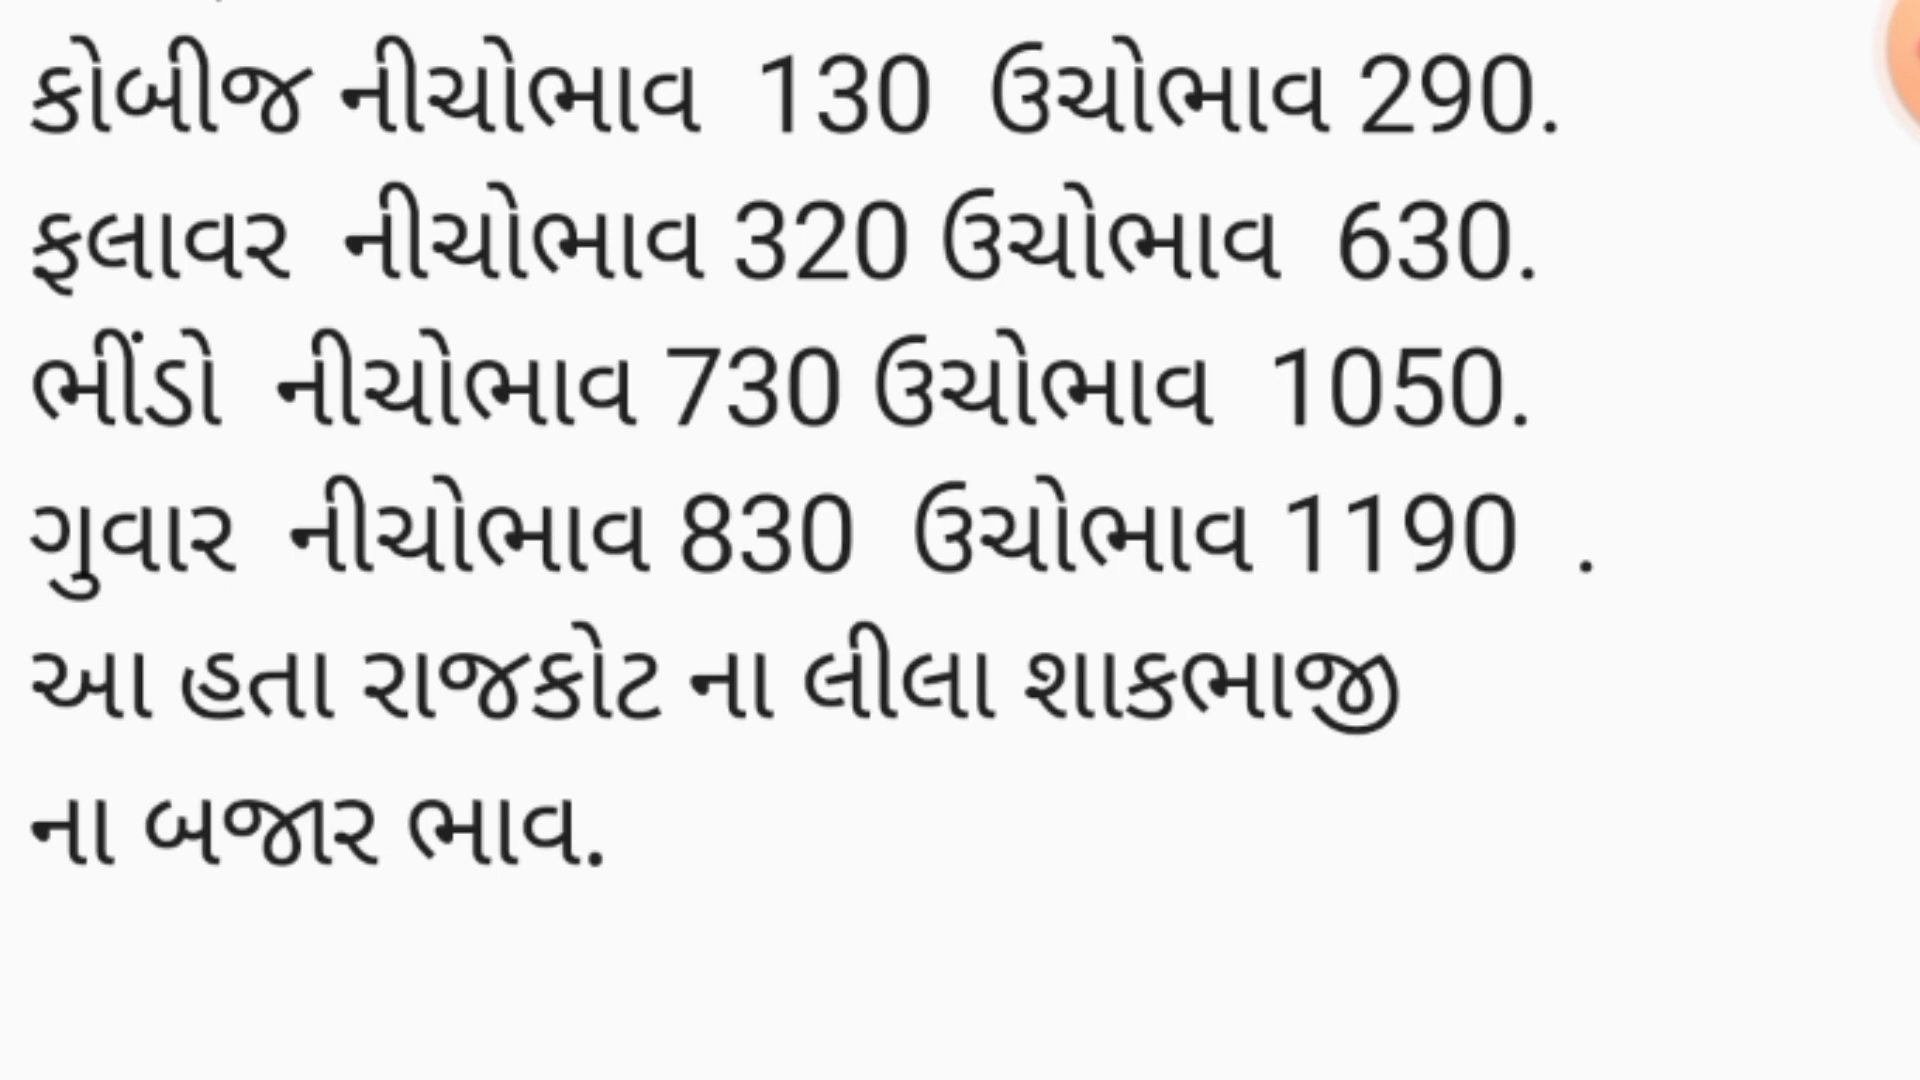 કોબીજ નીચોભાવ 130 ઉચોભાવ 290.
ફલાવર નીચોભાવ 320 ઉચોભાવ 630.
ભીંડો નીચોભાવ 730 ઉચોભાવ 1050.
ગુવાર નીચોભાવ 830 ઉચોભાવ 1190 .
આ હતા રાજકોટ ના લીલા શાકભાજી
ના બજાર ભાવ.